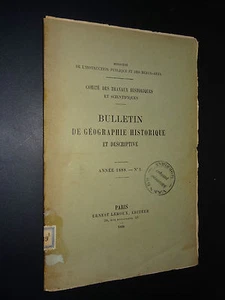 DE L'INSTRUCTION PUBLIQUE ET DES BEAUX-ARTS
COMITÉ DES TRAVAUX HISTORIQUES
ET SCIENTIFIQUES
BULLETIN
DE GÉOGRAPHIE HISTORIQUE
ET DESCRIPTIVE
ANNÉE
PARIS
ERNEST LEROUX, ÉDITEUR